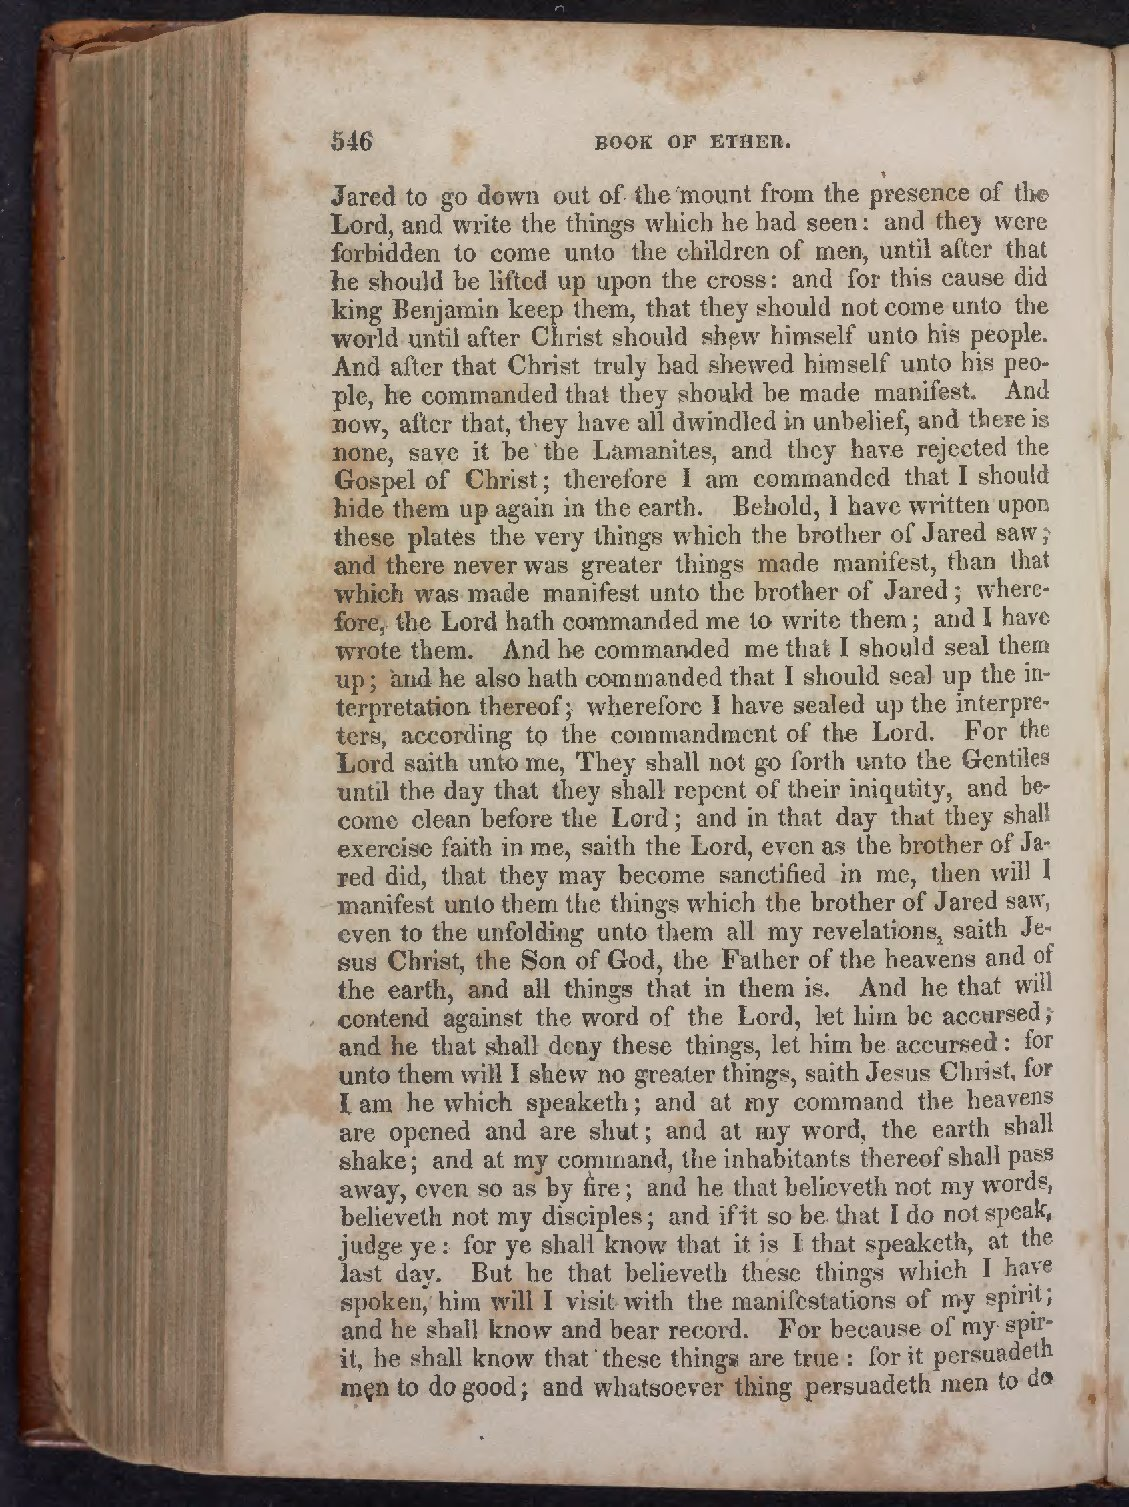 546 BOOK OF ETHER.
Jared to go down out of the mount from the presence of the
Lord, and write the things which he had seen: and they were
forbidden to come unto the children of men, until after that
he should be lifted up upon the cross: and for this cause did
king Benjamin keep them, that they should not come unto the
world until after Christ should shew himself unto his people.
And after that Christ truly had shewed himself unto his peo-
ple, he commanded that they should be made manifest. And
now, after that, they have all dwindled in unbelief, and there is
none, save it be the Lamanites, and they have rejected the
Gospel of Christ; therefore I am commanded that I should
hide them up again in the earth. Behold, I have written upon
these plates the very things which the brother of Jared saw;
and there never was greater things made manifest, than that
which was made manifest unto the brother of Jared; where-
fore, the Lord hath commanded me to write them; and I have
wrote them. And he commanded me that I should seal them
up; and he also hath commanded that I should seal up the in-
terpretation thereof; wherefore I have sealed up the interpre-
ters, according to the commandment of the Lord. For the
Lord saith unto me, They shall not go forth unto the Gentiles
until the day that they shall repent of their iniqutity, and be-
come clean before the Lord; and in that day that they shall
exercise faith in me, saith the Lord, even as the brother of Ja-
red did, that they may become sanctified in me, then will I
manifest unto them the things which the brother of Jared saw,
even to the unfolding unto them all my revelations, saith Je-
sus Christ, the Son of God, the Father of the heavens and of
the earth, and all things that in them is. And he that will
contend against the word of the Lord, let him be accursed;
and he that shall deny these things, let him be accursed: for
unto them will I shew no greater things, saith Jesus Christ, for
I am he which speaketh; and at my command the heavens
are opened and are shut; and at my word, the earth shall
shake; and at my command, the inhabitants thereof shall pass
away, even so as by fire; and he that believeth not my words,
believeth not my disciples; and if it so be that I do not speak,
judge ye: for ye shall know that it is I that speaketh, at the
last day. But he that believeth these things which I have
spoken, him will I visit with the manifestations of my spirit;
and he shall know and bear record. For because of my spir-
it, he shall know that these things are true: for it persuadeth
men to do good; and whatsoever thing persuadeth men to do